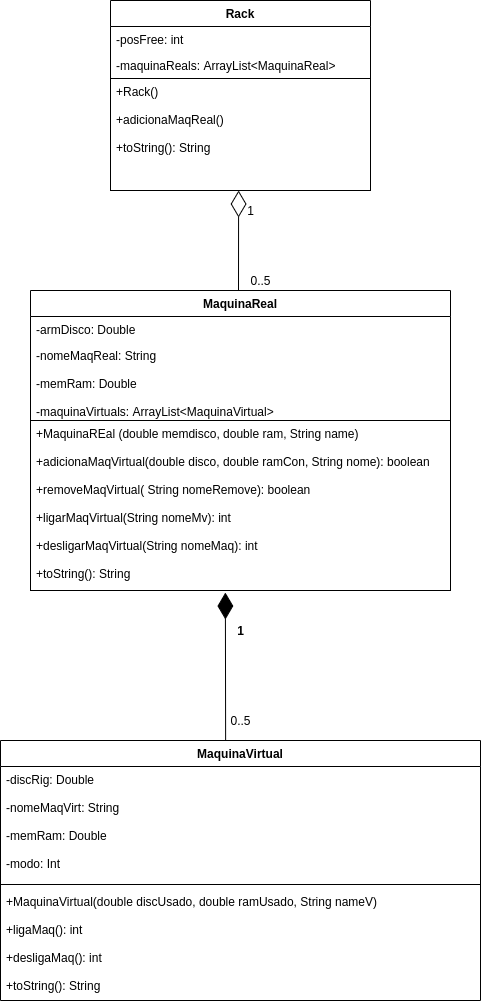 Rack
-posFree: int
-maquinaReals: ArrayList<MaquinaReal>
+Rack()
+adicionaMaqReal()
+toString(): String
1
0..5
MaquinaReal
-armDisco: Double
-nomeMaqReal: String
-memRam: Double
-maquinaVirtuals: ArrayList<MaquinaVirtual>
+MaquinaREal (double memdisco, double ram, String name)
+adicionaMaqVirtual(double disco, double ramCon, String nome): boolean
+removeMaqVirtual( String nomeRemove): boolean
+ligarMaqVirtual(String nomeMv): int
+desligarMaqVirtual(String nomeMaq): int
+toString(): String
1
0..5
MaquinaVirtual
-discRig: Double
-nomeMaqVirt: String
-memRam: Double
-modo: Int
+MaquinaVirtual(double discUsado, double ramUsado, String nameV)
+ligaMaq(): int
+desligaMaq(): int
+toString(): String